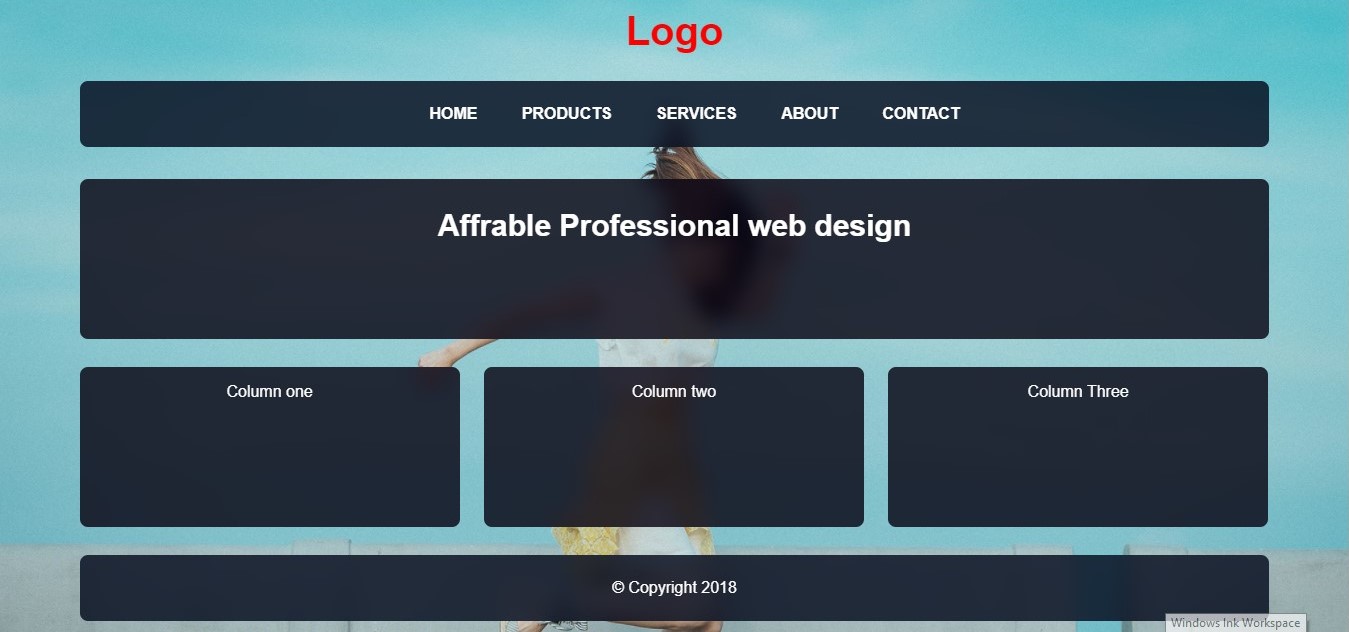 Logo
HOME PRODUCTS SERVICES ABOUT CONTACT
Affrable Professional web design
Column one
Column two
Column Three
© Copyright 2018
Windows Ink Workspace